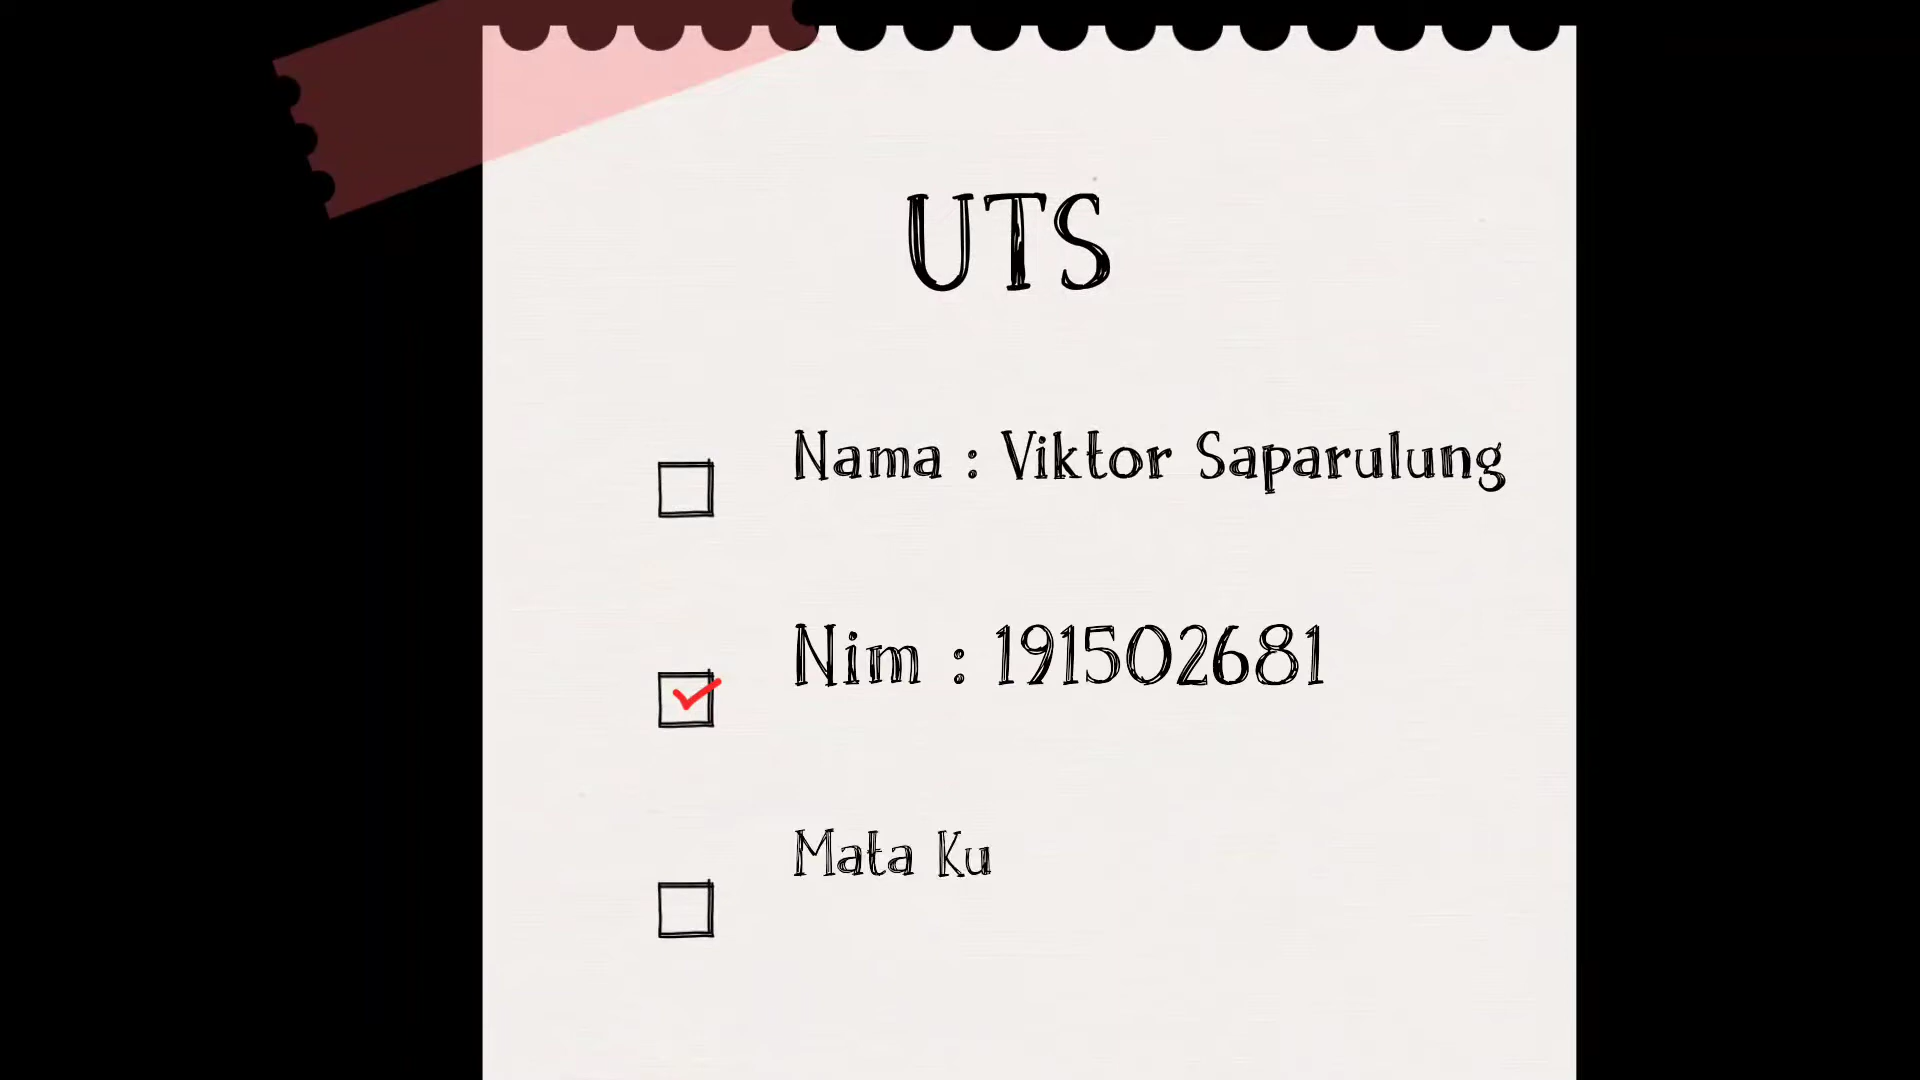 UTS
Nama : Viktor Saparulung
Nim : 191502681
Mata Ku